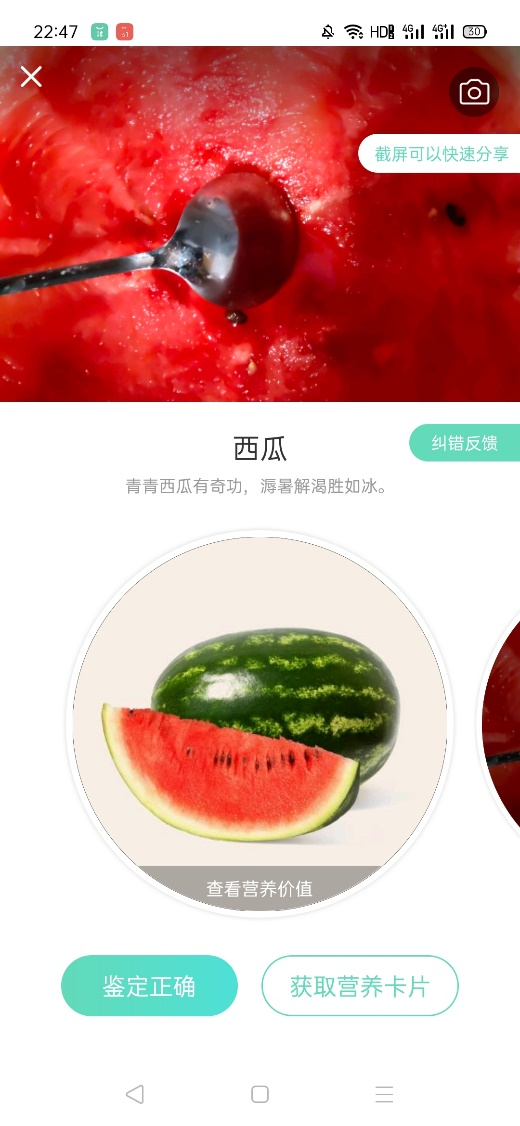 22:47
HD
4G
4G+
30
截屏可以快速分享
西瓜
纠错反馈
青青西瓜有奇功，溽暑解渴胜如冰。
查看营养价值
鉴定正确
获取营养卡片